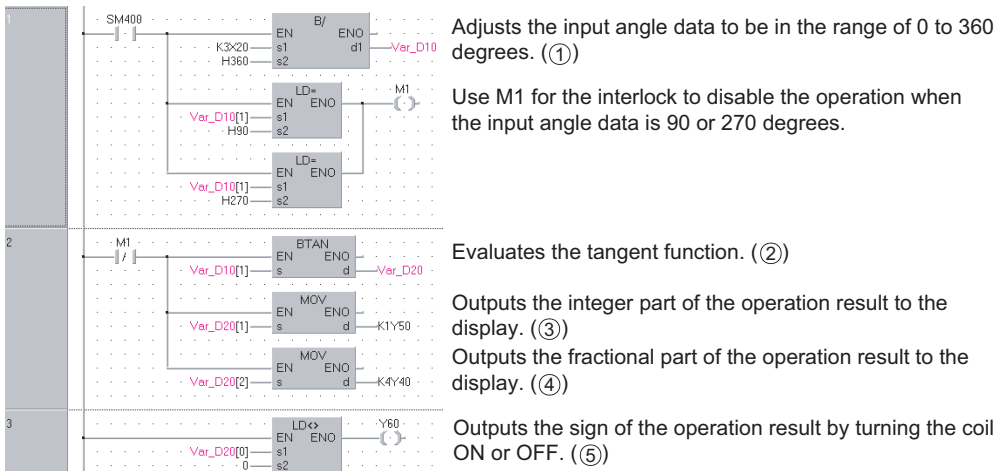 1
SM400
B/
EN ENO
K3X20 s1 d1 Var_D10
H360 s2
Adjusts the input angle data to be in the range of 0 to 360
degrees. (①)
LD=
EN ENO
M1
Var_D10[1] s1
H90 s2
Use M1 for the interlock to disable the operation when
the input angle data is 90 or 270 degrees.
LD=
EN ENO
Var_D10[1] s1
H270 s2
2
M1
BTAN
EN ENO
Var_D10[1] s d Var_D20
Evaluates the tangent function. (②)
MOV
EN ENO
Var_D20[1] s d K1Y50
Outputs the integer part of the operation result to the
display. (③)
MOV
EN ENO
Var_D20[2] s d K4Y40
Outputs the fractional part of the operation result to the
display. (④)
3
LD<>
EN ENO
Y60
Var_D20[0] s1
0 s2
Outputs the sign of the operation result by turning the coil
ON or OFF. (⑤)